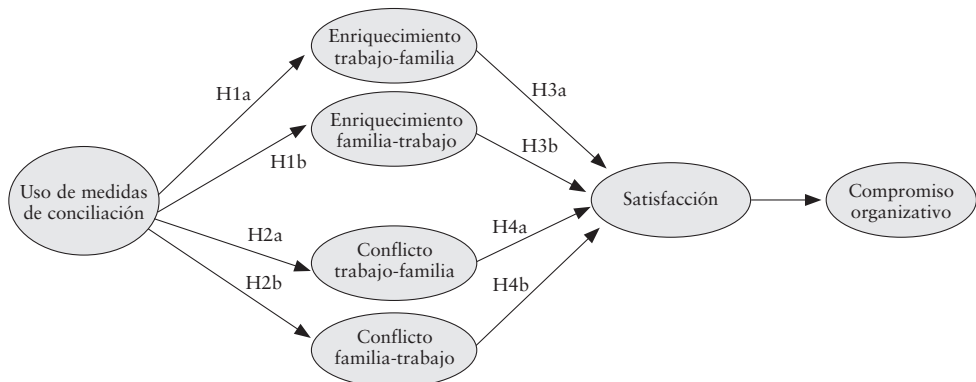 Enriquecimiento
trabajo-familia
H1a
H3a
Enriquecimiento
familia-trabajo
H1b
H3b
Uso de medidas
de conciliación
Satisfacción
Compromiso
organizativo
H2a
H4a
Conflicto
trabajo-familia
H2b
H4b
Conflicto
familia-trabajo